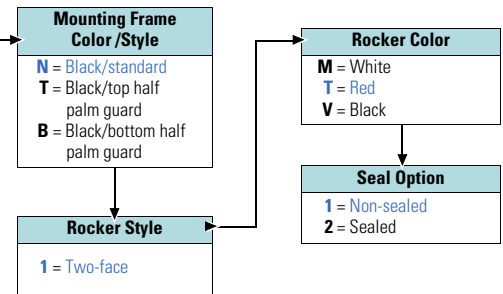 Mounting Frame
Color /Style
N = Black/standard
T = Black/top half
palm guard
B = Black/bottom half
palm guard
Rocker Style
1 = Two-face
Rocker Color
M = White
T = Red
V = Black
Seal Option
1 = Non-sealed
2 = Sealed